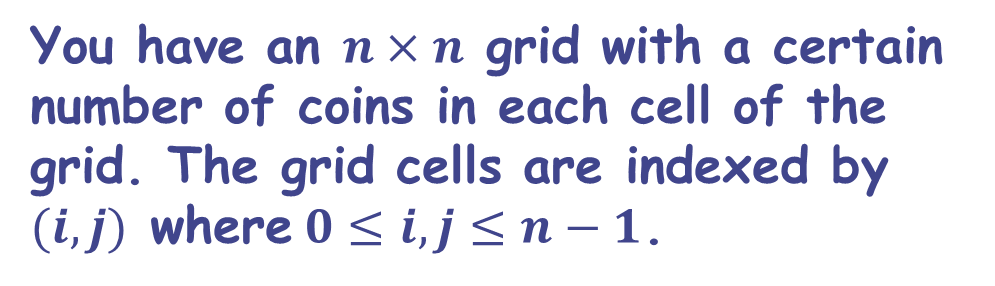 You have an n × n grid with a certain
number of coins in each cell of the
grid. The grid cells are indexed by
(i, j) where 0 ≤ i, j ≤ n − 1.